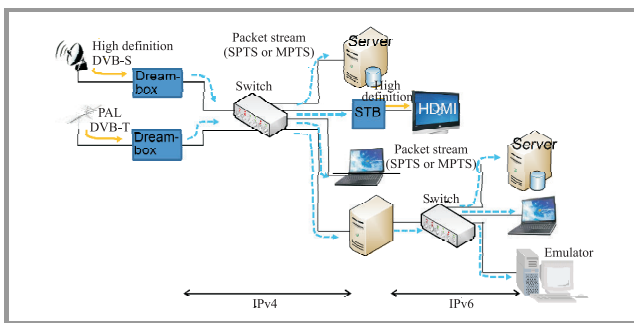 High definition
DVB-S
Dream-
box
PAL
DVB-T
Dream-
box
Switch
Packet stream
(SPTS or MPTS)
Server
High
definition
STB
HDMI
Packet stream
(SPTS or MPTS)
Switch
Server
Emulator
IPv4
IPv6